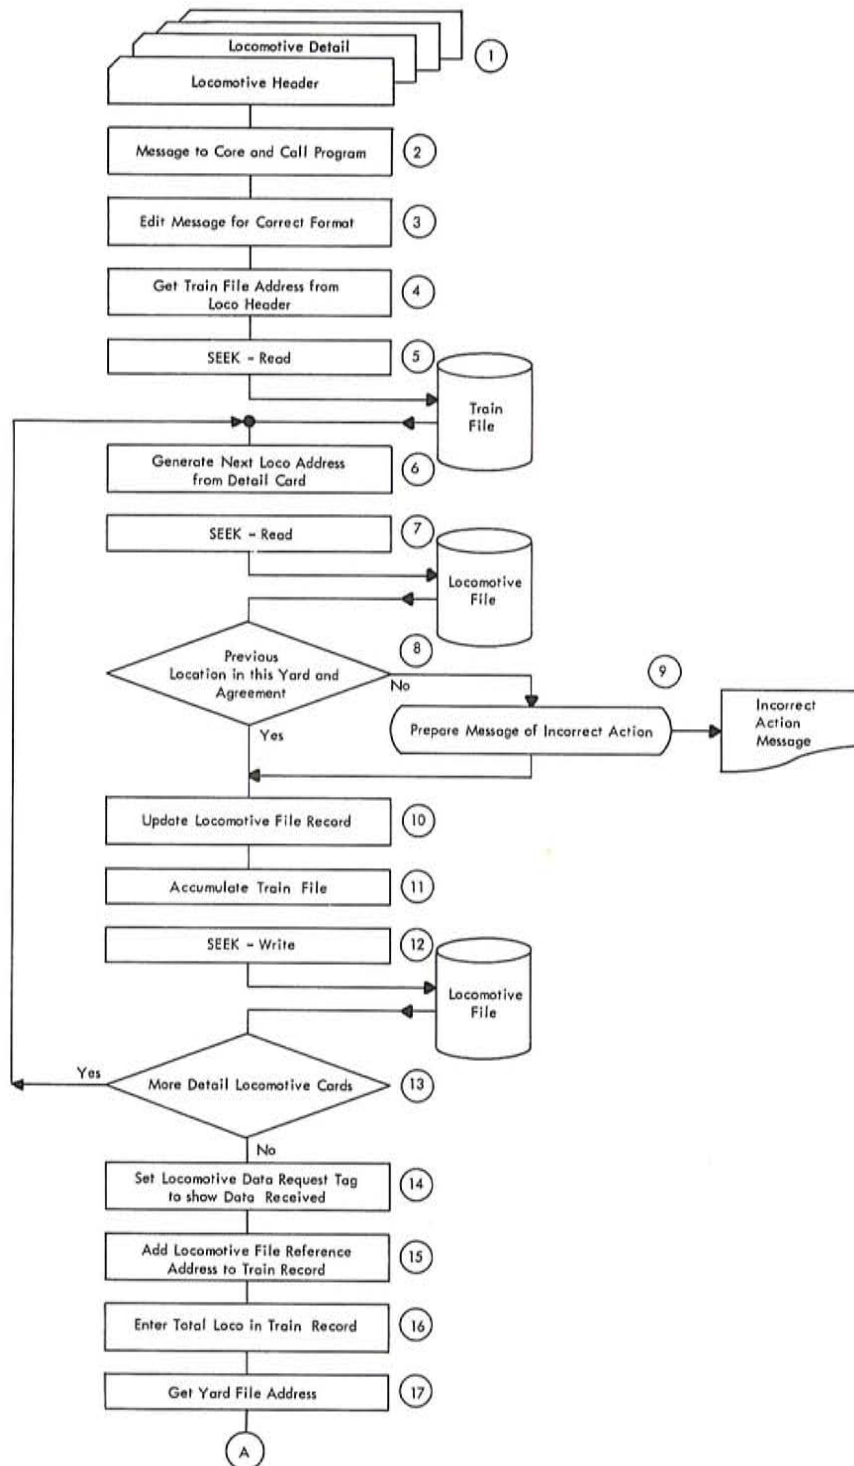 Locomotive Detail
1
Locomotive Header
Message to Core and Call Program
2
Edit Message for Correct Format
3
Get Train File Address from
Loco Header
4
SEEK - Read
5
Train
File
Generate Next Loco Address
from Detail Card
6
SEEK - Read
7
Locomotive
File
Previous
Location in this Yard and
Agreement
8
No
Yes
9
Prepare Message of Incorrect Action
Incorrect
Action
Message
Update Locomotive File Record
10
Accumulate Train File
11
SEEK - Write
12
Locomotive
File
Yes
More Detail Locomotive Cards
13
No
Set Locomotive Data Request Tag
to show Data Received
14
Add Locomotive File Reference
Address to Train Record
15
Enter Total Loco in Train Record
16
Get Yard File Address
17
A